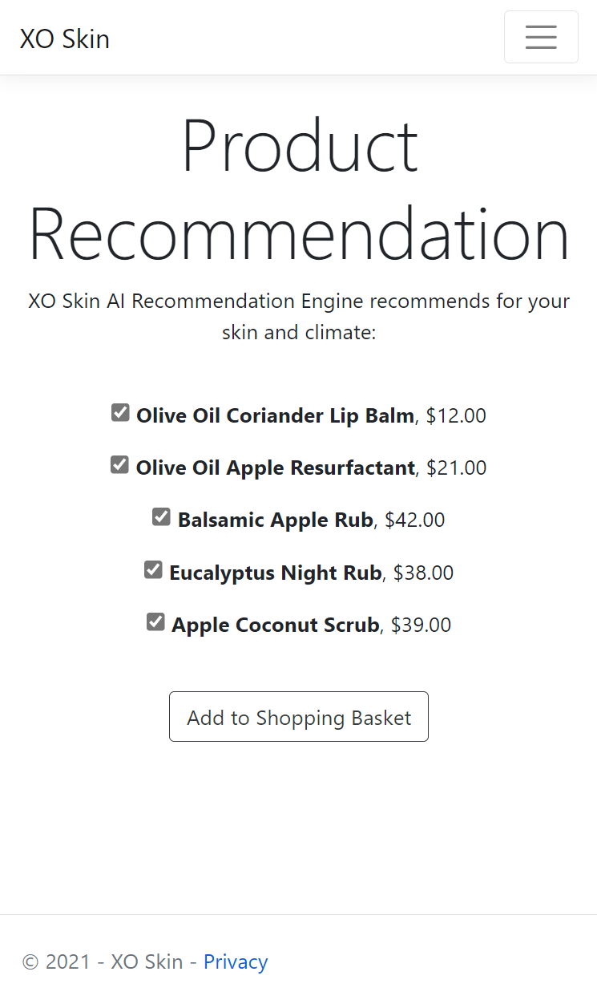 XO Skin
Product
Recommendation
XO Skin AI Recommendation Engine recommends for your
skin and climate:
Olive Oil Coriander Lip Balm, $12.00
Olive Oil Apple Resurfactant, $21.00
Balsamic Apple Rub, $42.00
Eucalyptus Night Rub, $38.00
Apple Coconut Scrub, $39.00
Add to Shopping Basket
© 2021 - XO Skin - Privacy